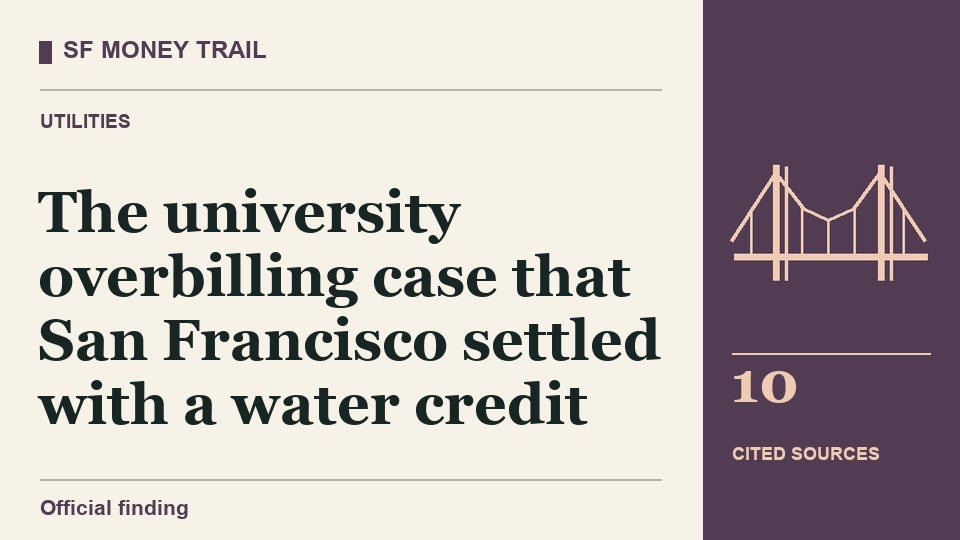 SF MONEY TRAIL
UTILITIES
The university
overbilling case that
San Francisco settled
with a water credit
Official finding
10
CITED SOURCES